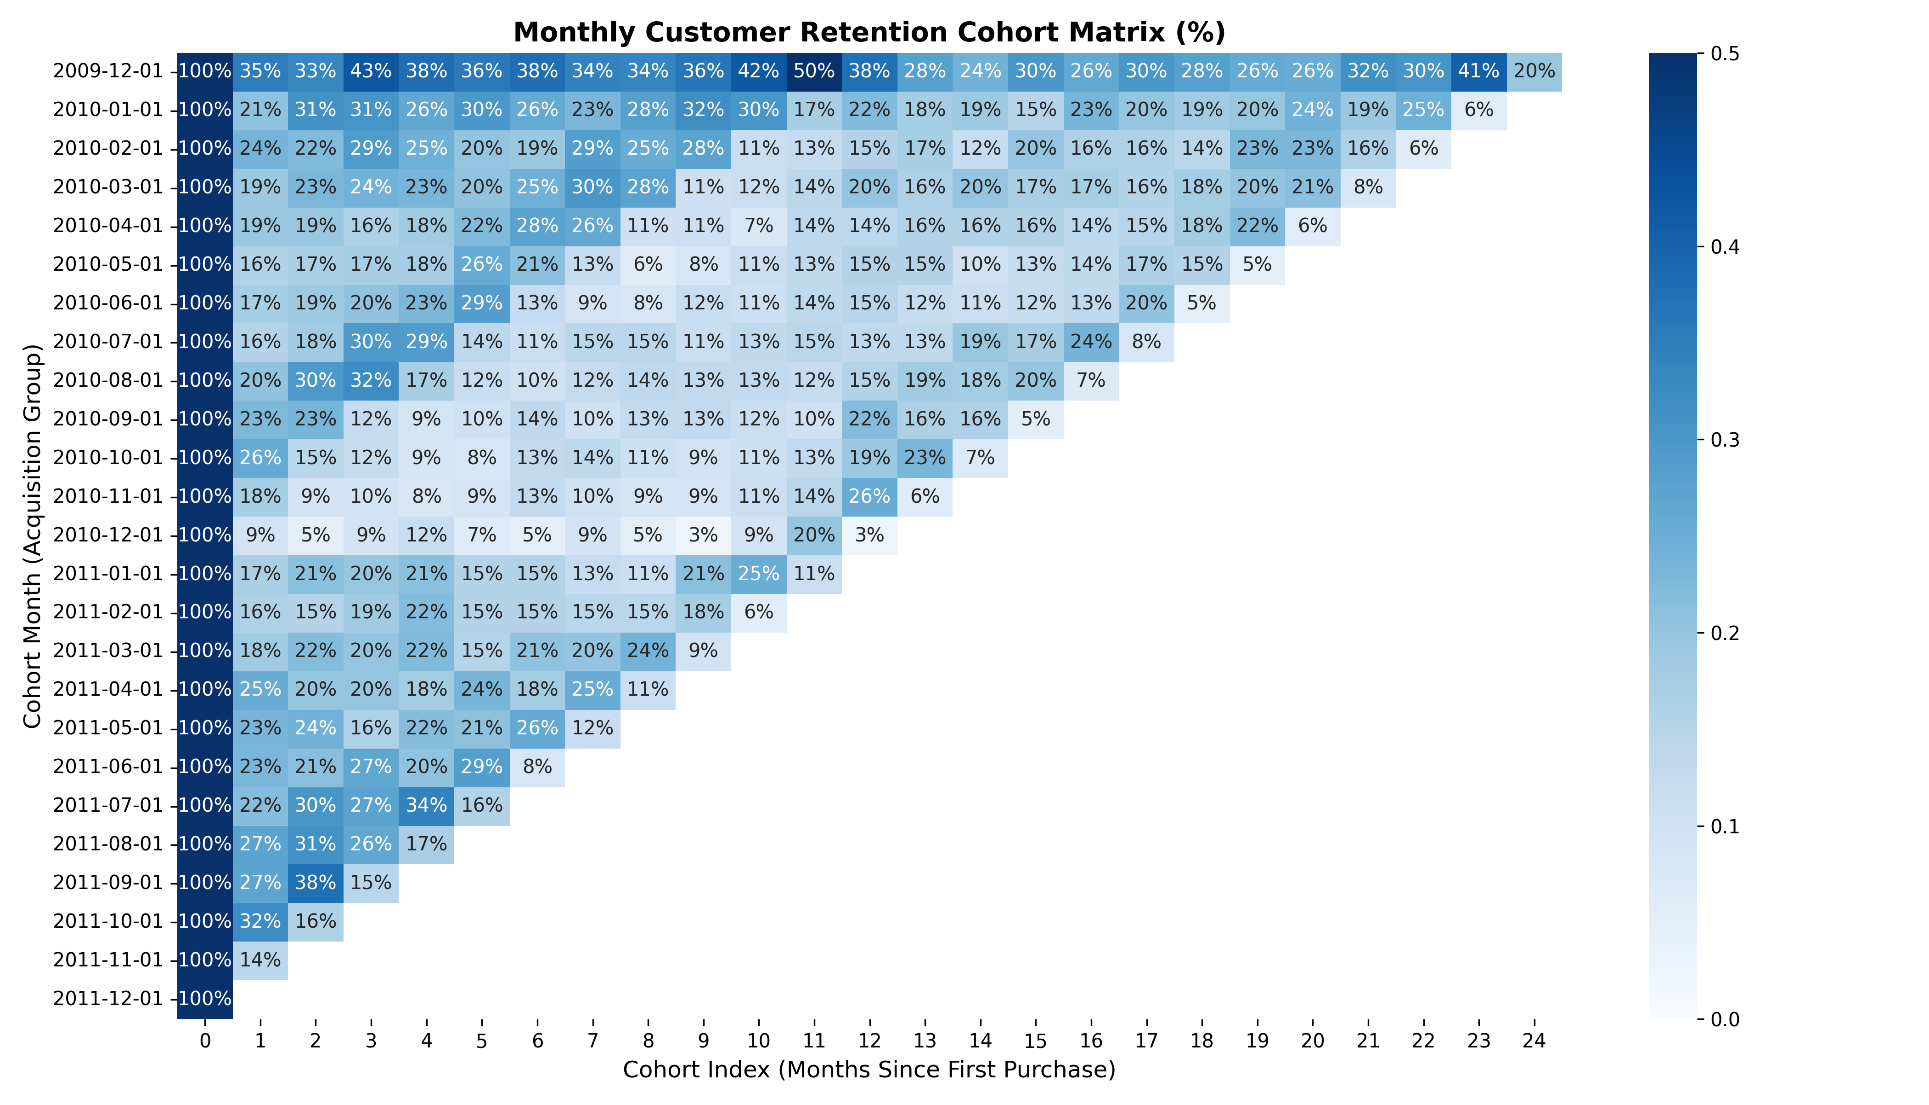 Monthly Customer Retention Cohort Matrix (%)
2009-12-01 100% 35% 33% 43% 38% 36% 38% 34% 34% 36% 42% 50% 38% 28% 24% 30% 26% 30% 28% 26% 26% 32% 30% 41% 20%
2010-01-01 100% 21% 31% 31% 26% 30% 26% 23% 28% 32% 30% 17% 22% 18% 19% 15% 23% 20% 19% 20% 24% 19% 25% 6%
2010-02-01 100% 24% 22% 29% 25% 20% 19% 29% 25% 28% 11% 13% 15% 17% 12% 20% 16% 16% 14% 23% 23% 16% 6%
2010-03-01 100% 19% 23% 24% 23% 20% 25% 30% 28% 11% 12% 14% 20% 16% 20% 17% 17% 16% 18% 20% 21% 8%
2010-04-01 100% 19% 19% 16% 18% 22% 28% 26% 11% 11% 7% 14% 14% 16% 16% 16% 14% 15% 18% 22% 6%
2010-05-01 100% 16% 17% 17% 18% 26% 21% 13% 6% 8% 11% 13% 15% 15% 10% 13% 14% 17% 15% 5%
2010-06-01 100% 17% 19% 20% 23% 29% 13% 9% 8% 12% 11% 14% 15% 12% 11% 12% 13% 20% 5%
2010-07-01 100% 16% 18% 30% 29% 14% 11% 15% 15% 11% 13% 15% 13% 13% 19% 17% 24% 8%
2010-08-01 100% 20% 30% 32% 17% 12% 10% 12% 14% 13% 13% 12% 15% 19% 18% 20% 7%
2010-09-01 100% 23% 23% 12% 9% 10% 14% 10% 13% 13% 12% 10% 22% 16% 16% 5%
2010-10-01 100% 26% 15% 12% 9% 8% 13% 14% 11% 9% 11% 13% 19% 23% 7%
2010-11-01 100% 18% 9% 10% 8% 9% 13% 10% 9% 9% 11% 14% 26% 6%
2010-12-01 100% 9% 5% 9% 12% 7% 5% 9% 5% 3% 9% 20% 3%
2011-01-01 100% 17% 21% 20% 21% 15% 15% 13% 11% 21% 25% 11%
2011-02-01 100% 16% 15% 19% 22% 15% 15% 15% 15% 18% 6%
2011-03-01 100% 18% 22% 20% 22% 15% 21% 20% 24% 9%
2011-04-01 100% 25% 20% 20% 18% 24% 18% 25% 11%
2011-05-01 100% 23% 24% 16% 22% 21% 26% 12%
2011-06-01 100% 23% 21% 27% 20% 29% 8%
2011-07-01 100% 22% 30% 27% 34% 16%
2011-08-01 100% 27% 31% 26% 17%
2011-09-01 100% 27% 38% 15%
2011-10-01 100% 32% 16%
2011-11-01 100% 14%
2011-12-01 100%
0 1 2 3 4 5 6 7 8 9 10 11 12 13 14 15 16 17 18 19 20 21 22 23 24
Cohort Index (Months Since First Purchase)
Cohort Month (Acquisition Group)
0.5
0.4
0.3
0.2
0.1
0.0